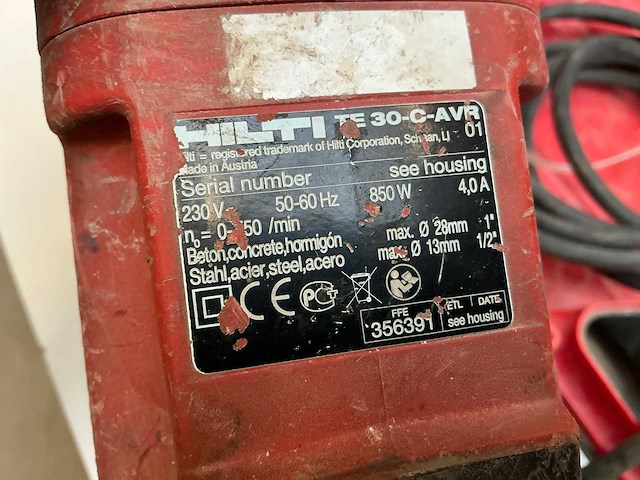 HILTI TE 30-C-AVR
= registered trademark of Hilti Corporation, LI 01
Made in Austria
Serial number see housing
230 V 50-60 Hz 850 W 4,0 A
/min
Beton,concrete,hormigón max. Ø 28mm 1"
Stahl,acier,steel,acero max. Ø 13mm 1/2"
CE
FFE ETL DATE
356391 see housing